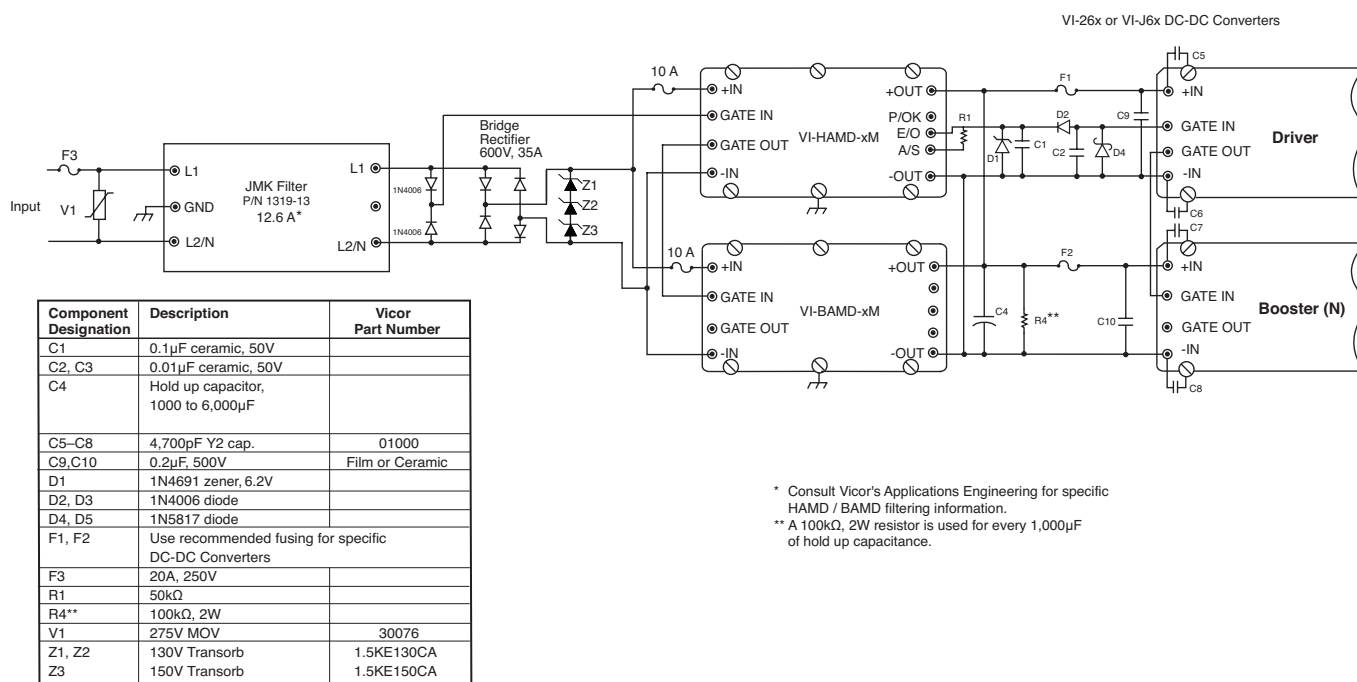 VI-26x or VI-J6x DC-DC Converters
C5
10 A
F1
+IN
+OUT
+IN
GATE IN
P/OK
R1
D2
C9
GATE IN
Bridge
Rectifier
600V, 35A
VI-HAMD-xM
E/O
Driver
F3
GATE OUT
A/S
D1
C1
C2
D4
GATE OUT
L1
L1
-IN
-OUT
-IN
JMK Filter
P/N 1319-13
12.6 A*
1N4006
Z1
Input
V1
GND
Z2
C6
1N4006
Z3
C7
L2/N
L2/N
10 A
F2
+IN
+OUT
+IN
GATE IN
GATE IN
VI-BAMD-xM
Booster (N)
C4
R4**
C10
GATE OUT
GATE OUT
-IN
-OUT
-IN
C8
Component Designation Description Vicor Part Number
C1 0.1µF ceramic, 50V
C2, C3 0.01µF ceramic, 50V
C4 Hold up capacitor,
1000 to 6,000µF
C5–C8 4,700pF Y2 cap. 01000
C9,C10 0.2µF, 500V Film or Ceramic
D1 1N4691 zener, 6.2V
D2, D3 1N4006 diode
D4, D5 1N5817 diode
F1, F2 Use recommended fusing for specific
DC-DC Converters
F3 20A, 250V
R1 50kΩ
R4** 100kΩ, 2W
V1 275V MOV 30076
Z1, Z2 130V Transorb 1.5KE130CA
Z3 150V Transorb 1.5KE150CA
* Consult Vicor's Applications Engineering for specific
HAMD / BAMD filtering information.
** A 100kΩ, 2W resistor is used for every 1,000µF
of hold up capacitance.